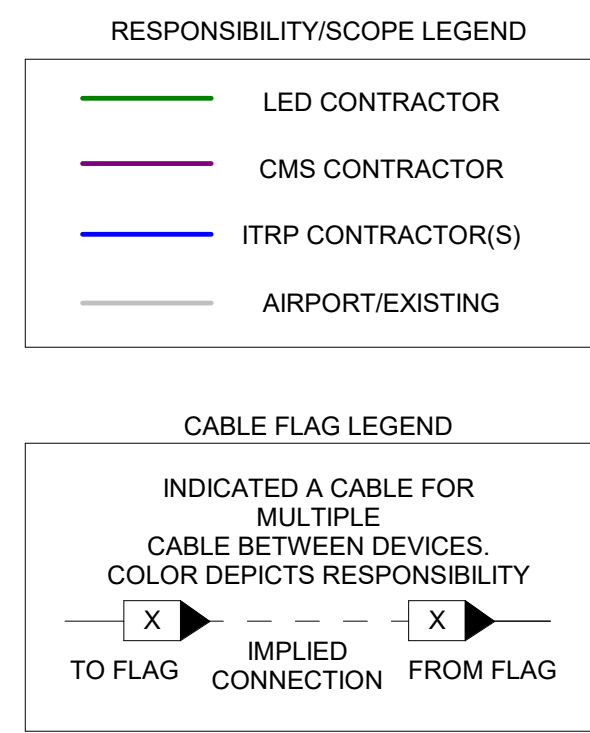 RESPONSIBILITY/SCOPE LEGEND
LED CONTRACTOR
CMS CONTRACTOR
ITRP CONTRACTOR(S)
AIRPORT/EXISTING
CABLE FLAG LEGEND
INDICATED A CABLE FOR
MULTIPLE
CABLE BETWEEN DEVICES.
COLOR DEPICTS RESPONSIBILITY
X X
TO FLAG IMPLIED CONNECTION FROM FLAG